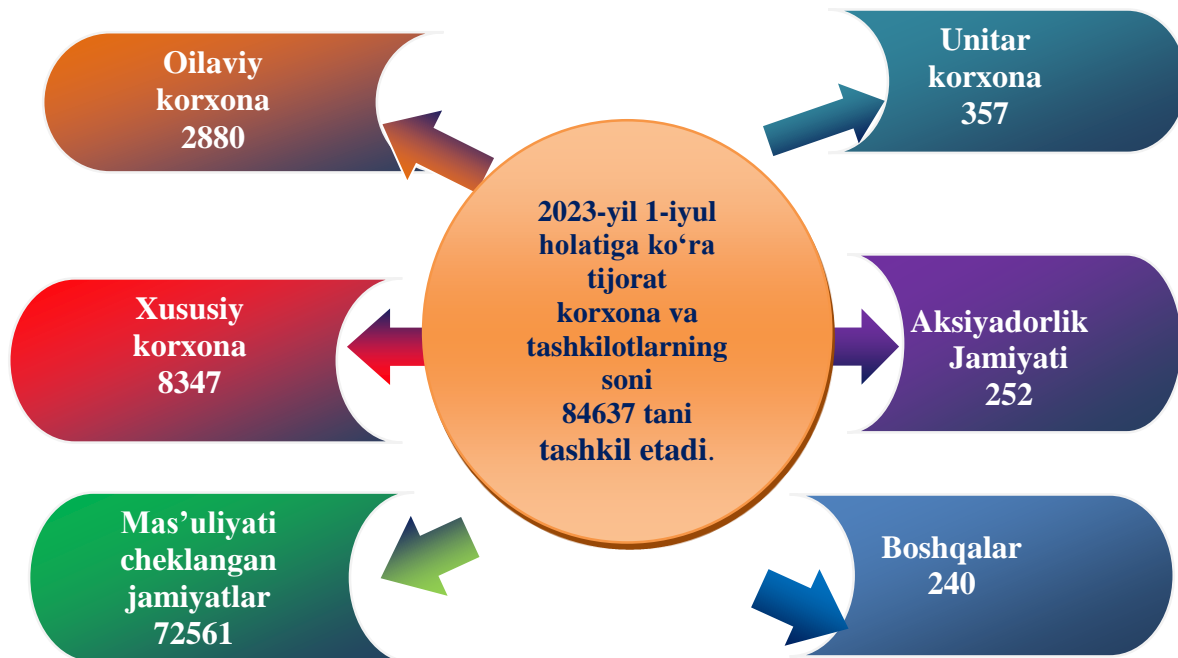 Oilaviy
korxona
2880
Unitar
korxona
357
2023-yil 1-iyul
holatiga ko‘ra
tijorat
korxona va
tashkilotlarning
soni
84637 tani
tashkil etadi.
Xususiy
korxona
8347
Aksiyadorlik
Jamiyati
252
Mas’uliyati
cheklangan
jamiyatlar
72561
Boshqalar
240